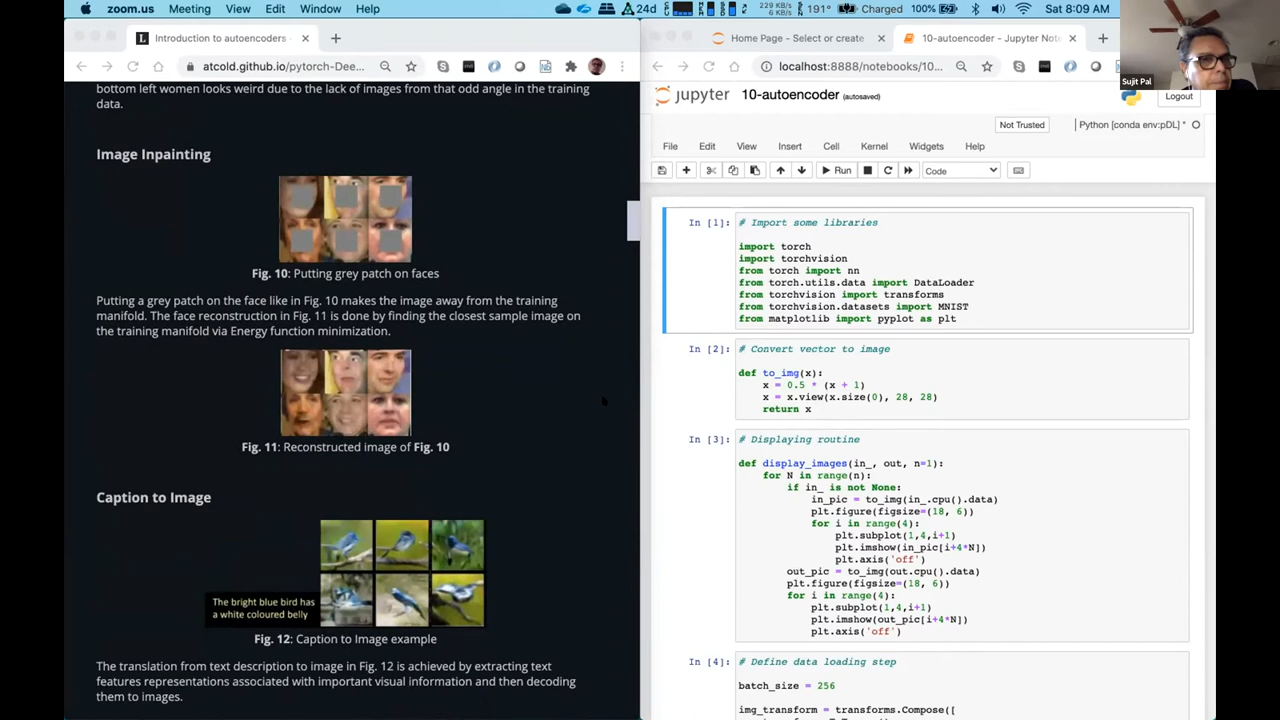 zoom.us Meeting View Edit Window Help
24d
229 KB/s
6 KB/s
191° Charged 100% Sat 8:09 AM
Introduction to autoencoders
Home Page - Select or create
10-autoencoder - Jupyter Not
atcold.github.io/pytorch-Dee...
localhost:8888/notebooks/10...
Sujit Pal
bottom left women looks weird due to the lack of images from that odd angle in the training
data.
Image Inpainting
Fig. 10: Putting grey patch on faces
Putting a grey patch on the face like in Fig. 10 makes the image away from the training
manifold. The face reconstruction in Fig. 11 is done by finding the closest sample image on
the training manifold via Energy function minimization.
Fig. 11: Reconstructed image of Fig. 10
Caption to Image
The bright blue bird has
a white coloured belly
Fig. 12: Caption to Image example
The translation from text description to image in Fig. 12 is achieved by extracting text
features representations associated with important visual information and then decoding
them to images.
jupyter 10-autoencoder (autosaved)
Logout
Not Trusted
Python [conda env:pDL] *
File Edit View Insert Cell Kernel Widgets Help
Run
Code
In [1]:
# Import some libraries
import torch
import torchvision
from torch import nn
from torch.utils.data import DataLoader
from torchvision import transforms
from torchvision.datasets import MNIST
from matplotlib import pyplot as plt
In [2]:
# Convert vector to image
def to_img(x):
x = 0.5 * (x + 1)
x = x.view(x.size(0), 28, 28)
return x
In [3]:
# Displaying routine
def display_images(in_, out, n=1):
for N in range(n):
if in_ is not None:
in_pic = to_img(in_.cpu().data)
plt.figure(figsize=(18, 6))
for i in range(4):
plt.subplot(1,4,i+1)
plt.imshow(in_pic[i+4*N])
plt.axis('off')
out_pic = to_img(out.cpu().data)
plt.figure(figsize=(18, 6))
for i in range(4):
plt.subplot(1,4,i+1)
plt.imshow(out_pic[i+4*N])
plt.axis('off')
In [4]:
# Define data loading step
batch_size = 256
img_transform = transforms.Compose([